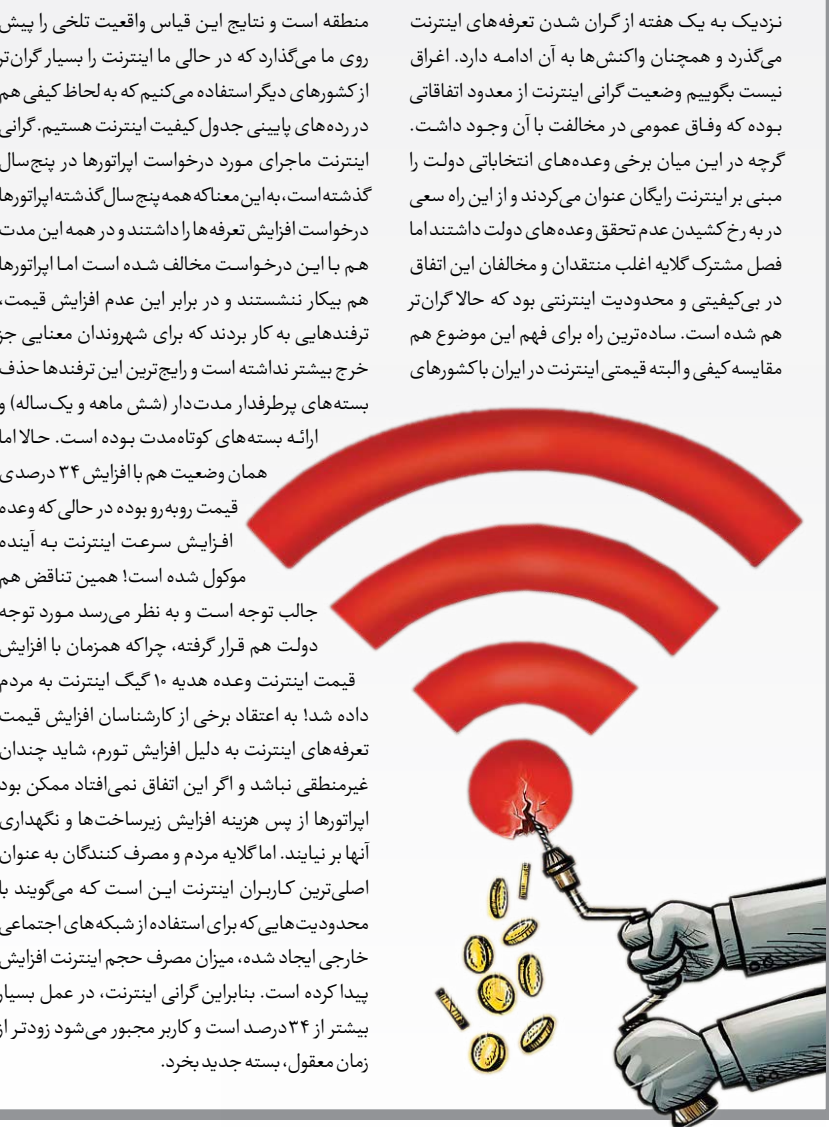 نزدیک به یک هفته از گران شدن تعرفه‌های اینترنت
می‌گذرد و همچنان واکنش‌ها به آن ادامه دارد. اغراق
نیست بگوییم وضعیت گرانی اینترنت از معدود اتفاقاتی
بوده که وفاق عمومی در مخالفت با آن وجود داشت.
گرچه در این میان برخی وعده‌های انتخاباتی دولت را
مبنی بر اینترنت رایگان عنوان می‌کردند و از این راه سعی
در به رخ کشیدن عدم تحقق وعده‌های دولت داشتند اما
فصل مشترک گلایه اغلب منتقدان و مخالفان این اتفاق
در بی‌کیفیتی و محدودیت اینترنتی بود که حالا گران‌تر
هم شده است. ساده‌ترین راه برای فهم این موضوع هم
مقایسه کیفی و البته قیمتی اینترنت در ایران با کشورهای
منطقه است و نتایج این قیاس واقعیت تلخی را پیش
روی ما می‌گذارد که در حالی ما اینترنت را بسیار گران‌تر
از کشورهای دیگر استفاده می‌کنیم که به لحاظ کیفی هم
در رده‌های پایینی جدول کیفیت اینترنت هستیم. گرانی
اینترنت ماجرای مورد درخواست اپراتورها در پنج‌سال
گذشته است، به این معنا که همه پنج سال گذشته اپراتورها
درخواست افزایش تعرفه‌ها را داشتند و در همه این مدت
هم با این درخواست مخالف شده است اما اپراتورها
هم بیکار ننشستند و در برابر این عدم افزایش قیمت،
ترفندهایی به کار بردند که برای شهروندان معنایی جز
خرج بیشتر نداشته است و رایج‌ترین این ترفندها حذف
بسته‌های پرطرفدار مدت‌دار (شش ماهه و یک‌ساله) و
ارائه بسته‌های کوتاه‌مدت بوده است. حالا اما
همان وضعیت هم با افزایش ۳۴ درصدی
قیمت روبه‌رو بوده در حالی که وعده
افزایش سرعت اینترنت به آینده
موکول شده است! همین تناقض هم
جالب توجه است و به نظر می‌رسد مورد توجه
دولت هم قرار گرفته، چراکه همزمان با افزایش
قیمت اینترنت وعده هدیه ۱۰ گیگ اینترنت به مردم
داده شد! به اعتقاد برخی از کارشناسان افزایش قیمت
تعرفه‌های اینترنت به دلیل افزایش تورم، شاید چندان
غیرمنطقی نباشد و اگر این اتفاق نمی‌افتاد ممکن بود
اپراتورها از پس هزینه افزایش زیرساخت‌ها و نگهداری
آنها بر نیایند. اما گلایه مردم و مصرف کنندگان به عنوان
اصلی‌ترین کاربران اینترنت این است که می‌گویند با
محدودیت‌هایی که برای استفاده از شبکه‌های اجتماعی
خارجی ایجاد شده، میزان مصرف حجم اینترنت افزایش
پیدا کرده است. بنابراین گرانی اینترنت، در عمل بسیار
بیشتر از ۳۴درصد است و کاربر مجبور می‌شود زودتر از
زمان معقول، بسته جدید بخرد.